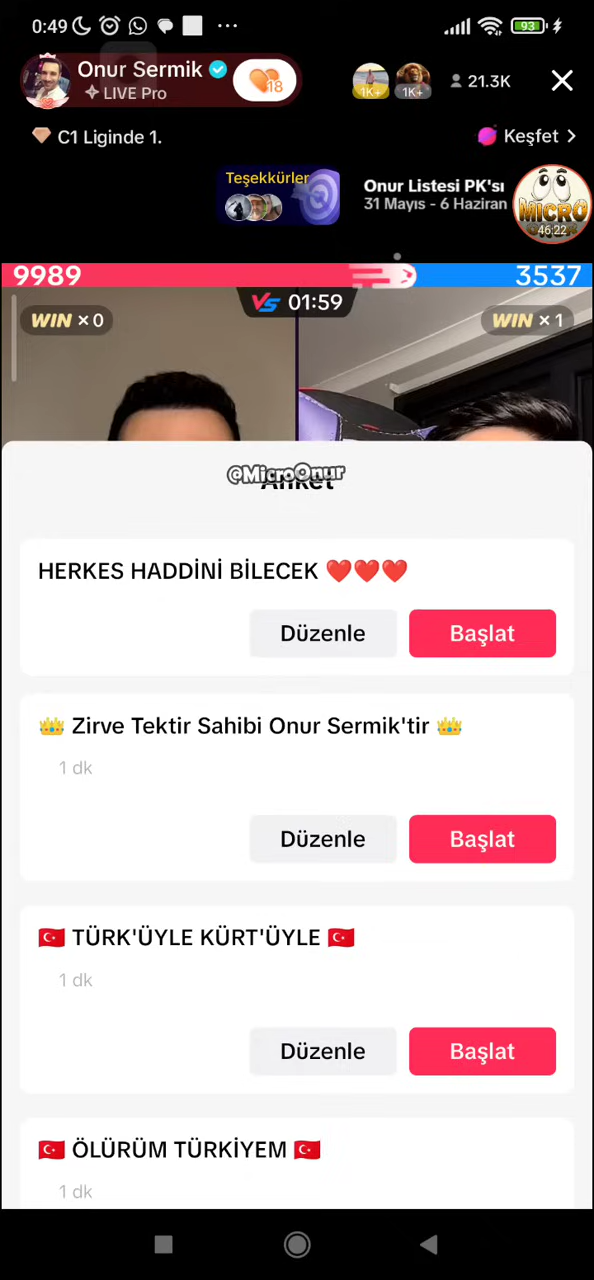 0:49
93
Onur Sermik
LIVE Pro
18
1K+
1K+
21.3K
C1 Liginde 1.
Keşfet
Teşekkürler
Onur Listesi PK'sı
31 Mayıs - 6 Haziran
MICRO
46:22
9989
3537
WIN × 0
VS 01:59
WIN × 1
@MicroOnur
Anket
HERKES HADDİNİ BİLECEK ❤️❤️❤️
Düzenle
Başlat
👑 Zirve Tektir Sahibi Onur Sermik'tir 👑
1 dk
Düzenle
Başlat
🇹🇷 TÜRK'ÜYLE KÜRT'ÜYLE 🇹🇷
1 dk
Düzenle
Başlat
🇹🇷 ÖLÜRÜM TÜRKİYEM 🇹🇷
1 dk